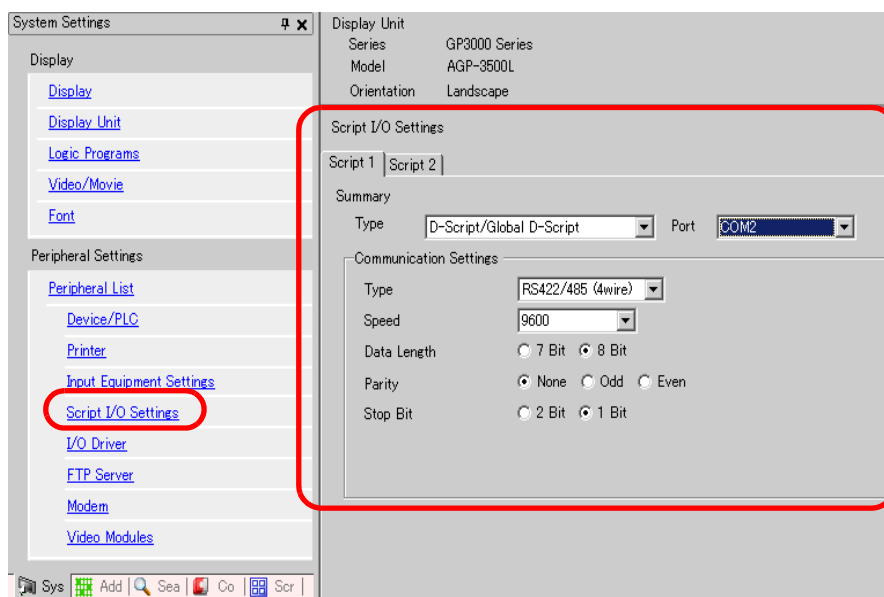 System Settings
Display
Display
Display Unit
Logic Programs
Video/Movie
Font
Peripheral Settings
Peripheral List
Device/PLC
Printer
Input Equipment Settings
Script I/O Settings
I/O Driver
FTP Server
Modem
Video Modules
Sys Add Sea Co Scr
Display Unit
Series GP3000 Series
Model AGP-3500L
Orientation Landscape
Script I/O Settings
Script 1 Script 2
Summary
Type D-Script/Global D-Script Port COM2
Communication Settings
Type RS422/485 (4wire)
Speed 9600
Data Length 7 Bit 8 Bit
Parity None Odd Even
Stop Bit 2 Bit 1 Bit